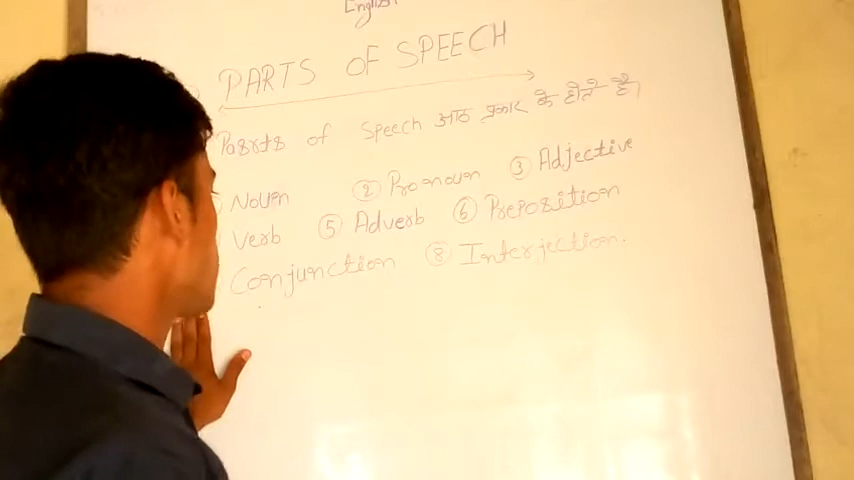 English
PARTS OF SPEECH
Parts of Speech आठ प्रकार के होते है।
Noun ② Pronoun ③ Adjective
Verb ⑤ Adverb ⑥ Preposition
Conjunction ⑧ Interjection.